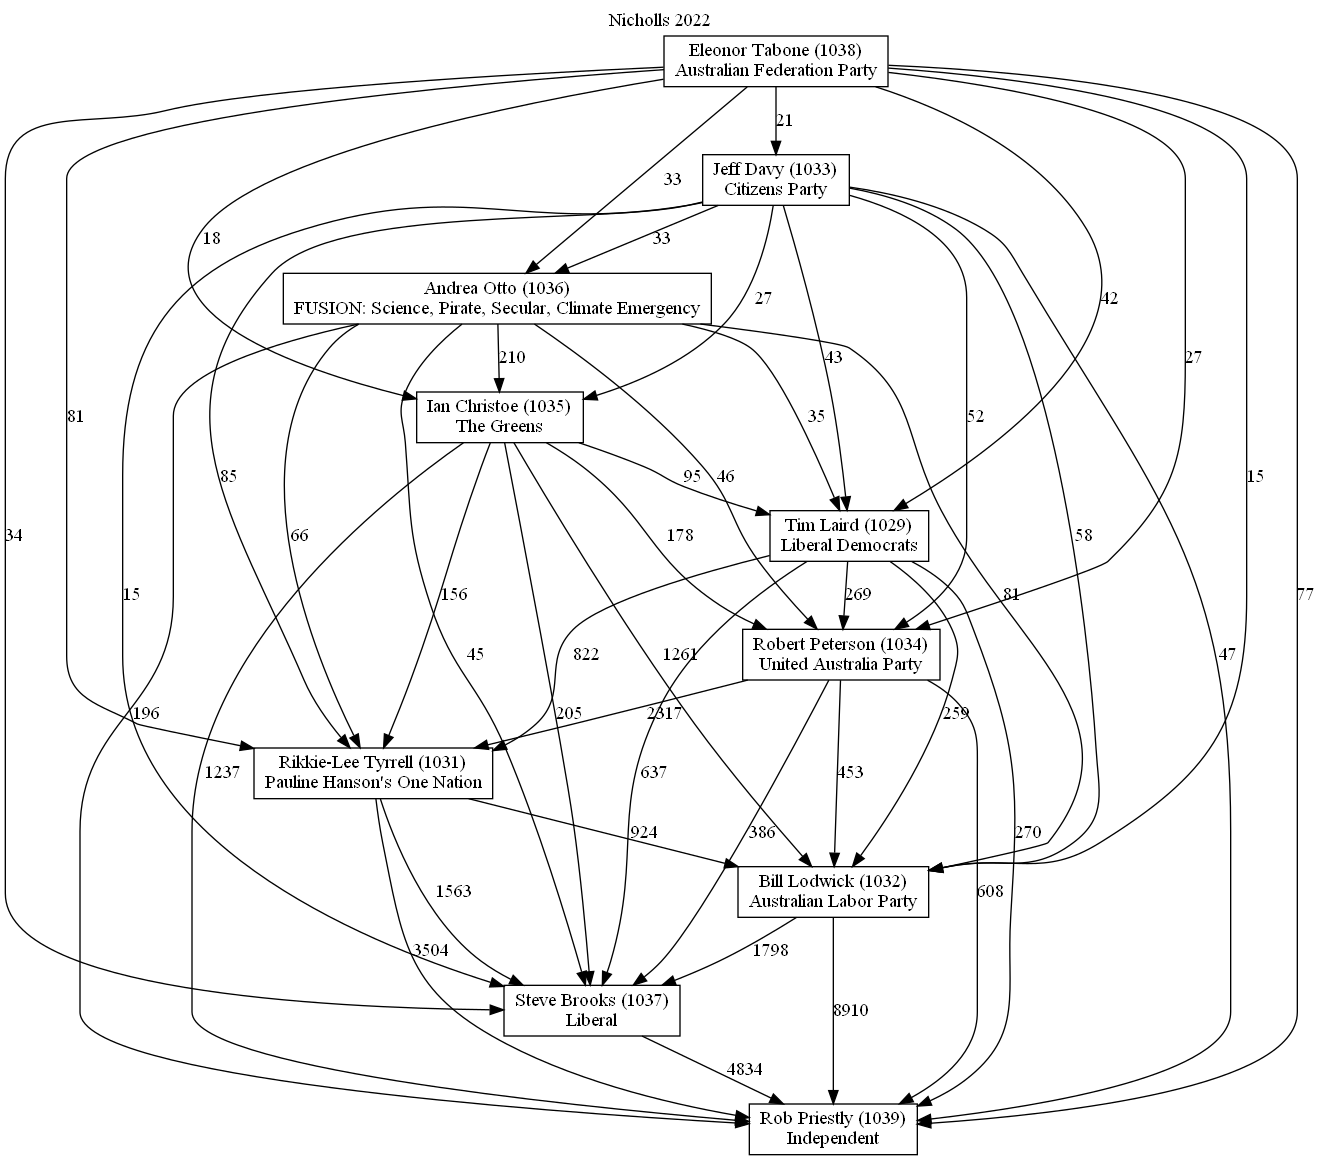 Nicholls 2022
Eleonor Tabone (1038)
Australian Federation Party
21
Jeff Davy (1033)
Citizens Party
33
18
33
Andrea Otto (1036)
FUSION: Science, Pirate, Secular, Climate Emergency
27
42
210
43
27
81
Ian Christoe (1035)
The Greens
35
52
85
95
46
15
Tim Laird (1029)
Liberal Democrats
34
66
178
58
15
156
269
81
77
Robert Peterson (1034)
United Australia Party
45
822
1261
47
196
205
2317
259
Rikkie-Lee Tyrrell (1031)
Pauline Hanson's One Nation
1237
637
453
924
386
270
Bill Lodwick (1032)
Australian Labor Party
1563
608
3504
1798
Steve Brooks (1037)
Liberal
8910
4834
Rob Priestly (1039)
Independent